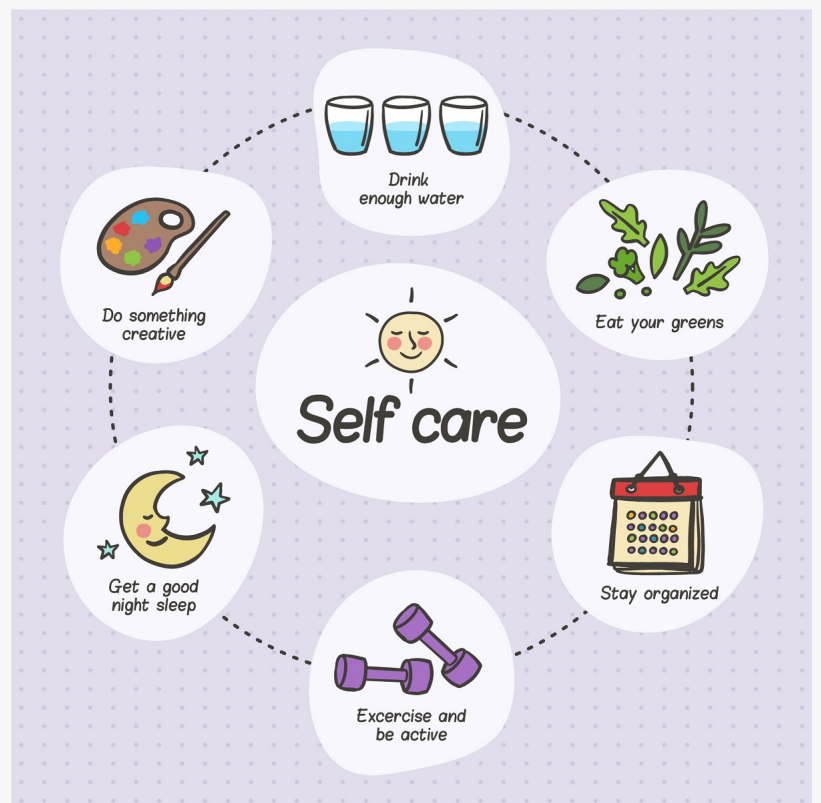 Drink
enough water
Do something
creative
Eat your greens
Self care
Get a good
night sleep
Stay organized
Excercise and
be active